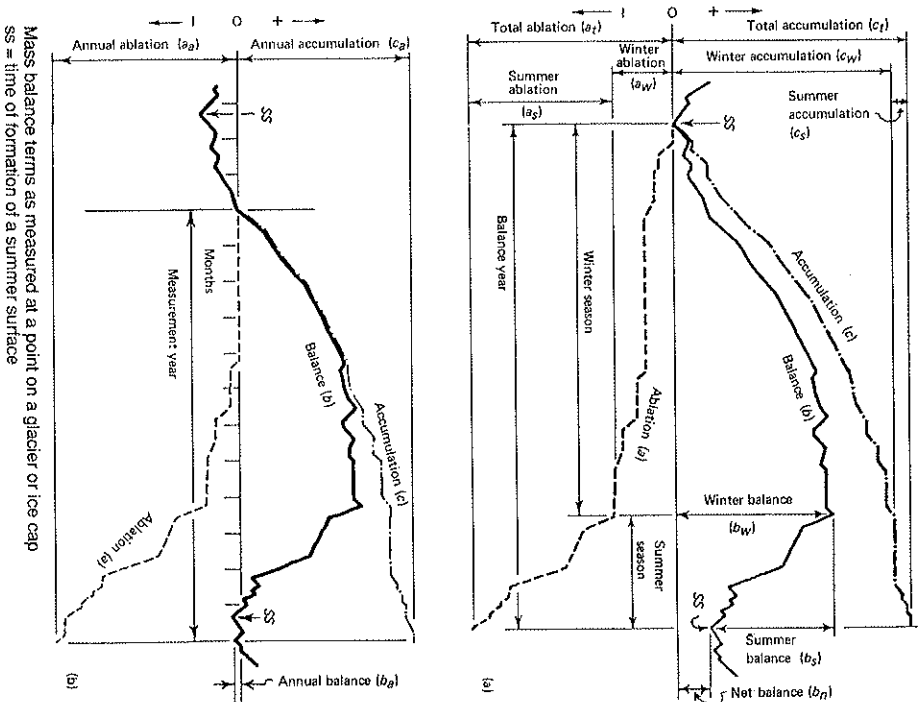 Total ablation (at)
– O +
Total accumulation (ct)
Winter ablation (aw)
Winter accumulation (cw)
Summer ablation (as)
Summer accumulation (cs)
SS
Balance year
Winter season
Ablation (a)
Balance (b)
Accumulation (c)
Winter balance (bw)
Summer season
SS
Summer balance (bs)
Net balance (bn)
(a)
– O +
Annual ablation (aa)
Annual accumulation (ca)
SS
Months
Measurement year
Balance (b)
Accumulation (c)
Ablation (a)
SS
Annual balance (ba)
(b)
Mass balance terms as measured at a point on a glacier or ice cap
ss = time of formation of a summer surface